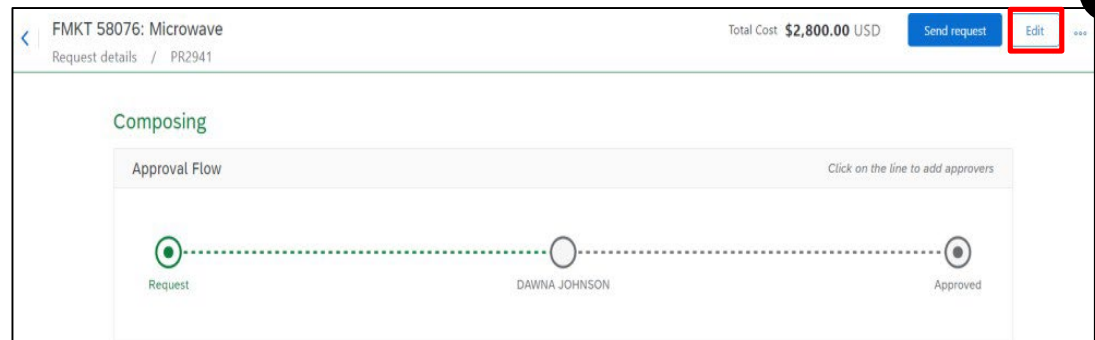 FMKT 58076: Microwave
Total Cost $2,800.00 USD
Send request
Edit
Request details / PR2941
Composing
Approval Flow
Click on the line to add approvers
Request
DAWNA JOHNSON
Approved